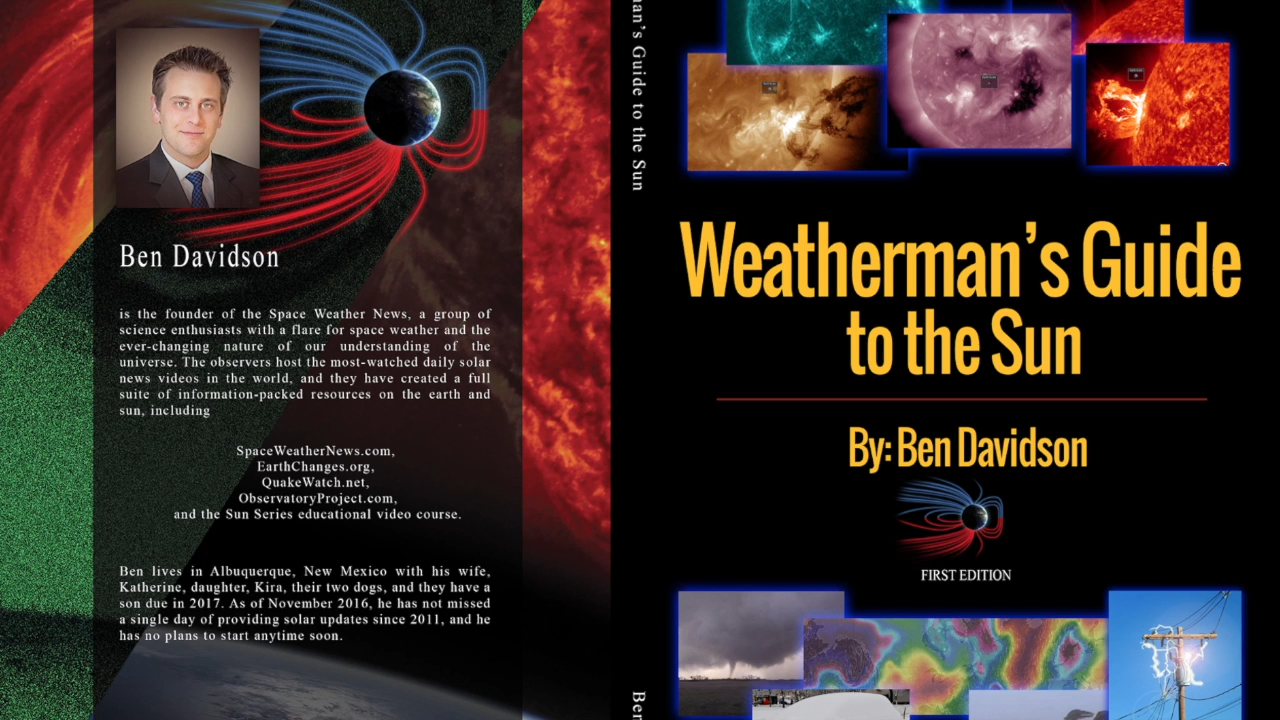 Ben Davidson
is the founder of the Space Weather News, a group of
science enthusiasts with a flare for space weather and the
ever-changing nature of our understanding of the
universe. The observers host the most-watched daily solar
news videos in the world, and they have created a full
suite of information-packed resources on the earth and
sun, including
SpaceWeatherNews.com,
EarthChanges.org,
QuakeWatch.net,
ObservatoryProject.com,
and the Sun Series educational video course.
Ben lives in Albuquerque, New Mexico with his wife,
Katherine, daughter, Kira, their two dogs, and they have a
son due in 2017. As of November 2016, he has not missed
a single day of providing solar updates since 2011, and he
has no plans to start anytime soon.
man's Guide to the Sun
Ben
Weatherman's Guide
to the Sun
By: Ben Davidson
FIRST EDITION